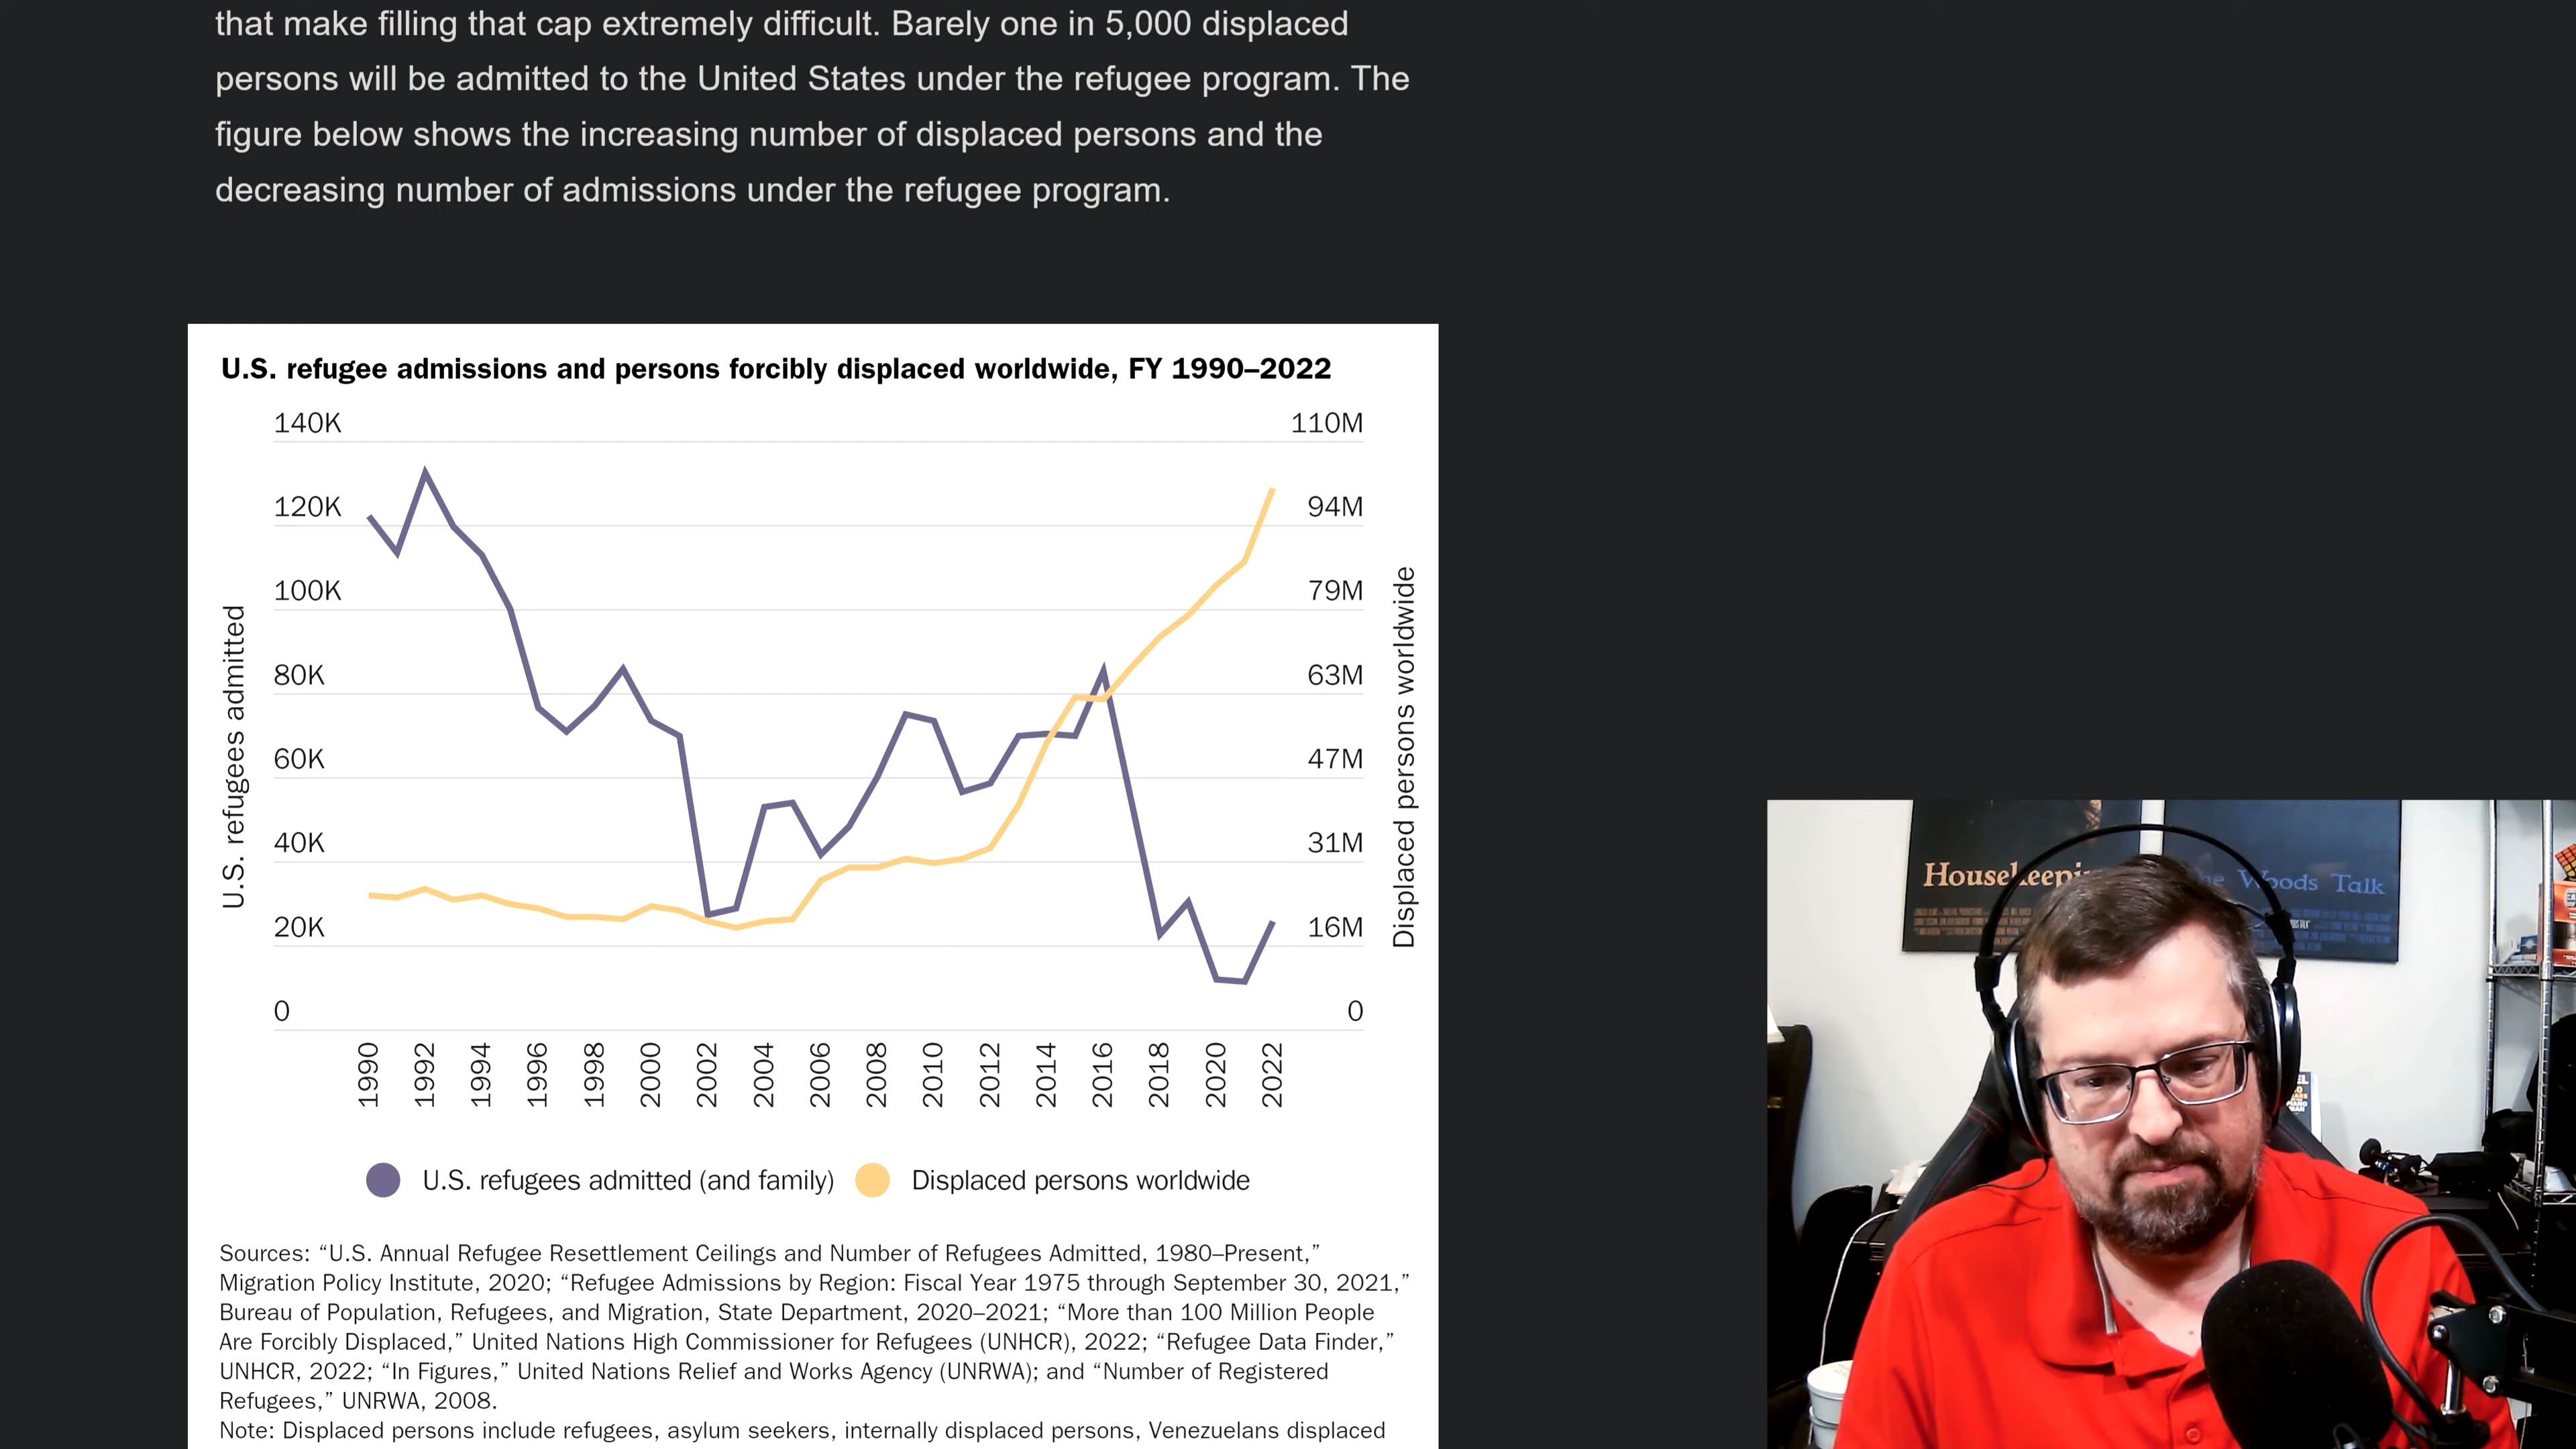 that make filling that cap extremely difficult. Barely one in 5,000 displaced
persons will be admitted to the United States under the refugee program. The
figure below shows the increasing number of displaced persons and the
decreasing number of admissions under the refugee program.
U.S. refugee admissions and persons forcibly displaced worldwide, FY 1990–2022
140K 110M
120K 94M
100K 79M
80K 63M
60K 47M
40K 31M
20K 16M
0 0
U.S. refugees admitted
Displaced persons worldwide
1990 1992 1994 1996 1998 2000 2002 2004 2006 2008 2010 2012 2014 2016 2018 2020 2022
U.S. refugees admitted (and family) Displaced persons worldwide
Sources: “U.S. Annual Refugee Resettlement Ceilings and Number of Refugees Admitted, 1980–Present,”
Migration Policy Institute, 2020; “Refugee Admissions by Region: Fiscal Year 1975 through September 30, 2021,”
Bureau of Population, Refugees, and Migration, State Department, 2020–2021; “More than 100 Million People
Are Forcibly Displaced,” United Nations High Commissioner for Refugees (UNHCR), 2022; “Refugee Data Finder,”
UNHCR, 2022; “In Figures,” United Nations Relief and Works Agency (UNRWA); and “Number of Registered
Refugees,” UNRWA, 2008.
Note: Displaced persons include refugees, asylum seekers, internally displaced persons, Venezuelans displaced
Woods Talk